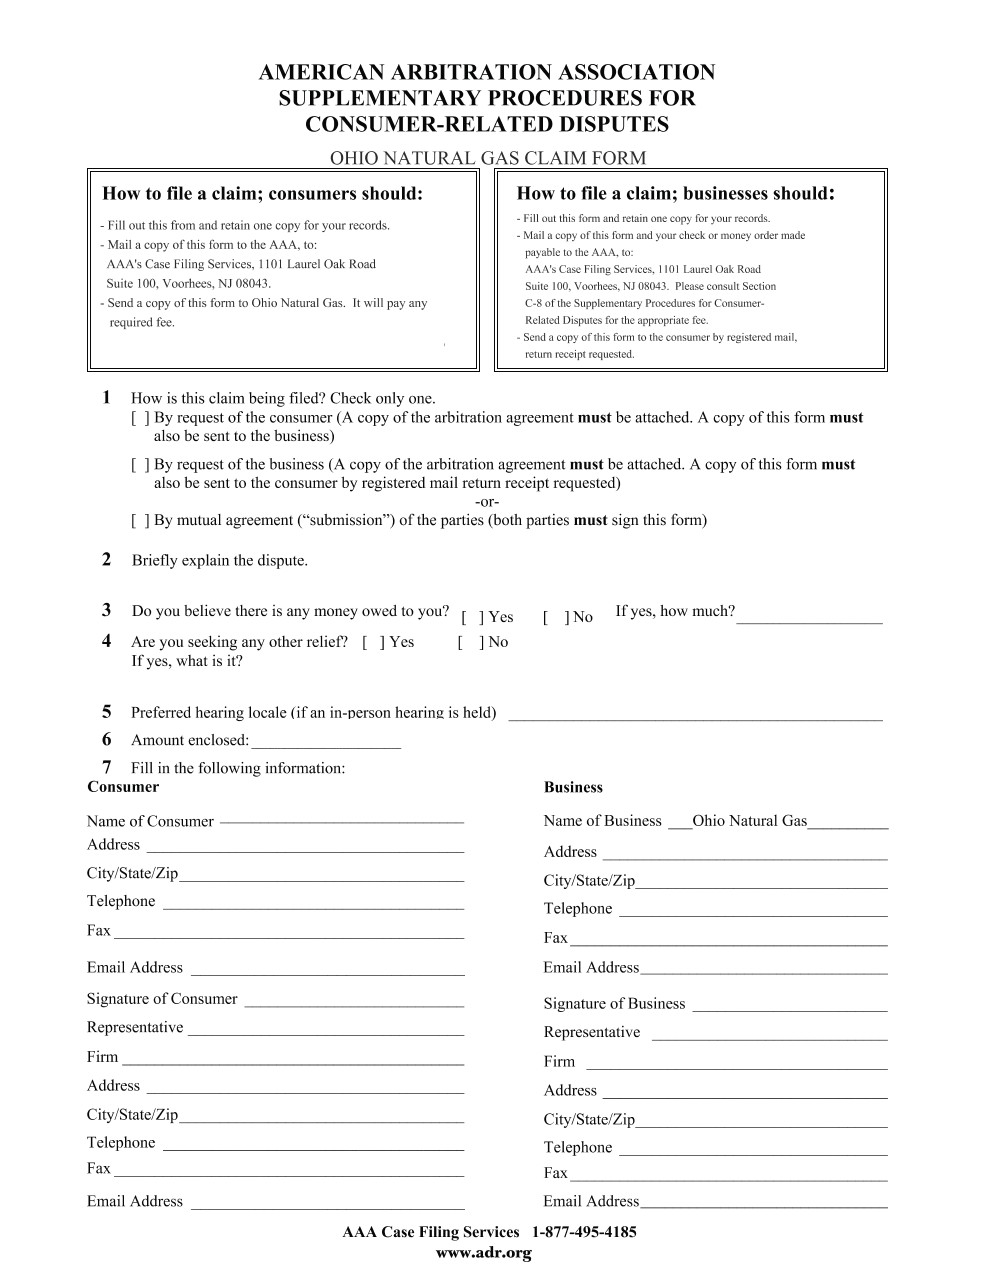 AMERICAN ARBITRATION ASSOCIATION
SUPPLEMENTARY PROCEDURES FOR
CONSUMER-RELATED DISPUTES
OHIO NATURAL GAS CLAIM FORM
How to file a claim; consumers should:
- Fill out this from and retain one copy for your records.
- Mail a copy of this form to the AAA, to:
AAA's Case Filing Services, 1101 Laurel Oak Road
Suite 100, Voorhees, NJ 08043.
- Send a copy of this form to Ohio Natural Gas. It will pay any
required fee.
How to file a claim; businesses should:
- Fill out this form and retain one copy for your records.
- Mail a copy of this form and your check or money order made
payable to the AAA, to:
AAA's Case Filing Services, 1101 Laurel Oak Road
Suite 100, Voorhees, NJ 08043. Please consult Section
C-8 of the Supplementary Procedures for Consumer-
Related Disputes for the appropriate fee.
- Send a copy of this form to the consumer by registered mail,
return receipt requested.
1 How is this claim being filed? Check only one.
[ ] By request of the consumer (A copy of the arbitration agreement must be attached. A copy of this form must
also be sent to the business)
[ ] By request of the business (A copy of the arbitration agreement must be attached. A copy of this form must
also be sent to the consumer by registered mail return receipt requested)
-or-
[ ] By mutual agreement (“submission”) of the parties (both parties must sign this form)
2 Briefly explain the dispute.
3 Do you believe there is any money owed to you? [ ] Yes [ ] No If yes, how much?__________________
4 Are you seeking any other relief? [ ] Yes [ ] No
If yes, what is it?
5 Preferred hearing locale (if an in-person hearing is held) ______________________________________________
6 Amount enclosed:__________________
7 Fill in the following information:
Consumer
Name of Consumer ______________________________
Address _______________________________________
City/State/Zip___________________________________
Telephone _____________________________________
Fax ___________________________________________
Email Address __________________________________
Signature of Consumer ___________________________
Representative __________________________________
Firm __________________________________________
Address _______________________________________
City/State/Zip___________________________________
Telephone _____________________________________
Fax ___________________________________________
Email Address __________________________________
Business
Name of Business ___Ohio Natural Gas__________
Address ___________________________________
City/State/Zip_______________________________
Telephone _________________________________
Fax_______________________________________
Email Address______________________________
Signature of Business ________________________
Representative _____________________________
Firm _____________________________________
Address ___________________________________
City/State/Zip_______________________________
Telephone _________________________________
Fax_______________________________________
Email Address______________________________
AAA Case Filing Services 1-877-495-4185
www.adr.org